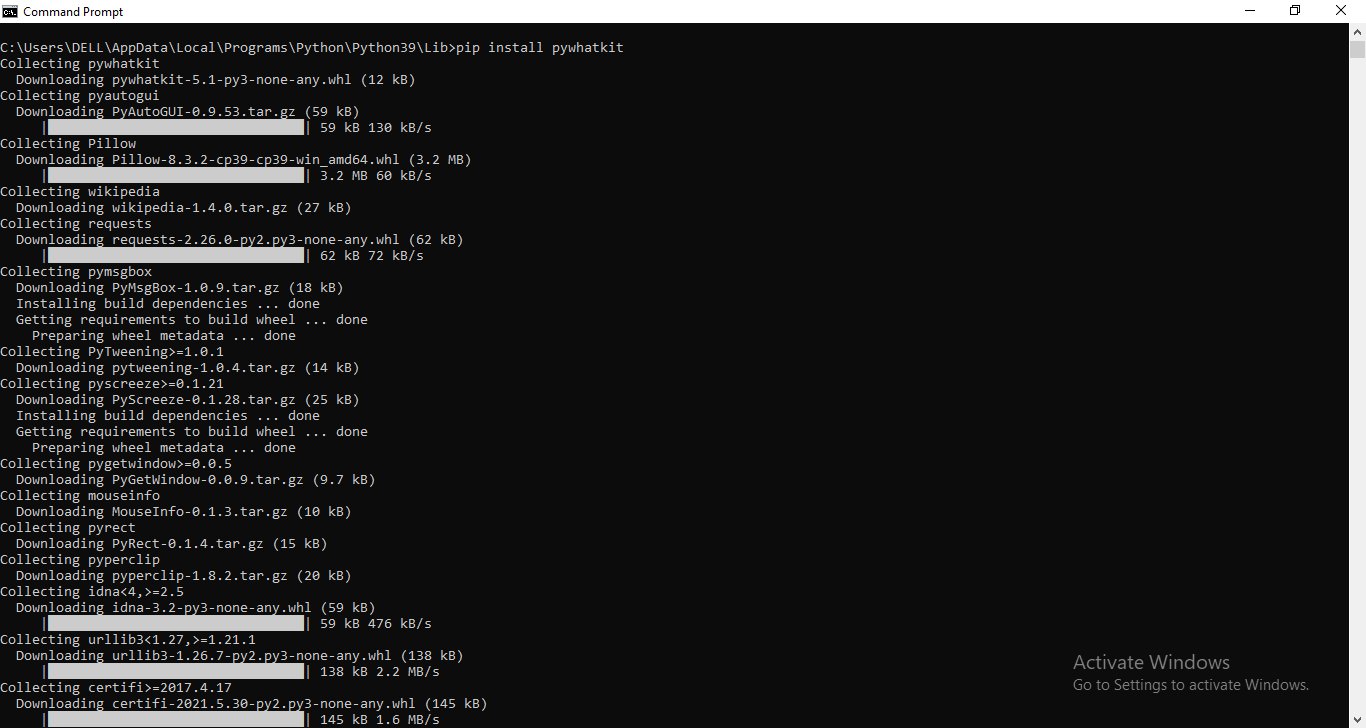 Command Prompt
C:\Users\DELL\AppData\Local\Programs\Python\Python39\Lib>pip install pywhatkit
Collecting pywhatkit
  Downloading pywhatkit-5.1-py3-none-any.whl (12 kB)
Collecting pyautogui
  Downloading PyAutoGUI-0.9.53.tar.gz (59 kB)
| | 59 kB 130 kB/s
Collecting Pillow
  Downloading Pillow-8.3.2-cp39-cp39-win_amd64.whl (3.2 MB)
| | 3.2 MB 60 kB/s
Collecting wikipedia
  Downloading wikipedia-1.4.0.tar.gz (27 kB)
Collecting requests
  Downloading requests-2.26.0-py2.py3-none-any.whl (62 kB)
| | 62 kB 72 kB/s
Collecting pymsgbox
  Downloading PyMsgBox-1.0.9.tar.gz (18 kB)
  Installing build dependencies ... done
  Getting requirements to build wheel ... done
    Preparing wheel metadata ... done
Collecting PyTweening>=1.0.1
  Downloading pytweening-1.0.4.tar.gz (14 kB)
Collecting pyscreeze>=0.1.21
  Downloading PyScreeze-0.1.28.tar.gz (25 kB)
  Installing build dependencies ... done
  Getting requirements to build wheel ... done
    Preparing wheel metadata ... done
Collecting pygetwindow>=0.0.5
  Downloading PyGetWindow-0.0.9.tar.gz (9.7 kB)
Collecting mouseinfo
  Downloading MouseInfo-0.1.3.tar.gz (10 kB)
Collecting pyrect
  Downloading PyRect-0.1.4.tar.gz (15 kB)
Collecting pyperclip
  Downloading pyperclip-1.8.2.tar.gz (20 kB)
Collecting idna<4,>=2.5
  Downloading idna-3.2-py3-none-any.whl (59 kB)
| | 59 kB 476 kB/s
Collecting urllib3<1.27,>=1.21.1
  Downloading urllib3-1.26.7-py2.py3-none-any.whl (138 kB)
| | 138 kB 2.2 MB/s
Collecting certifi>=2017.4.17
  Downloading certifi-2021.5.30-py2.py3-none-any.whl (145 kB)
| | 145 kB 1.6 MB/s
Activate Windows
Go to Settings to activate Windows.